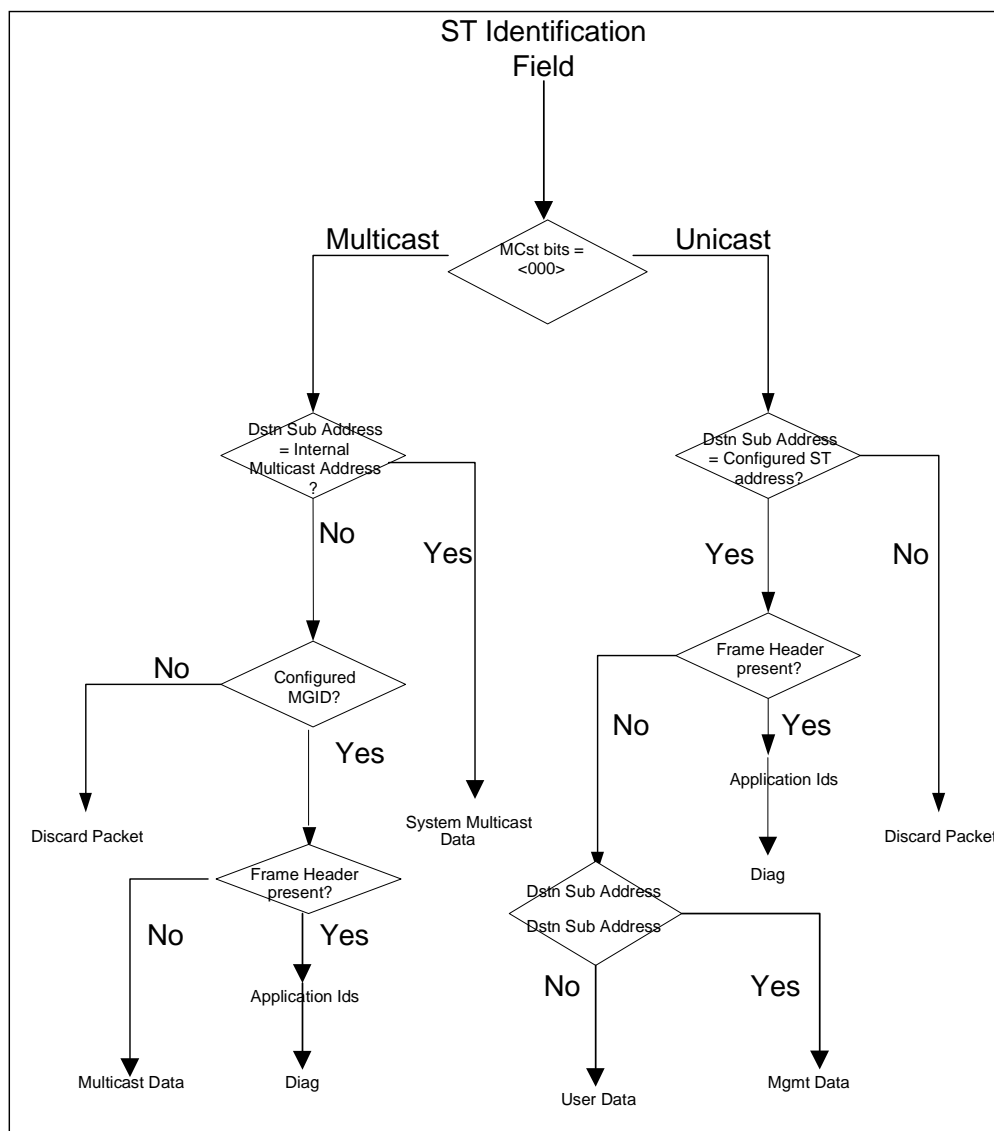 ST Identification
Field
Multicast
MCst bits =
<000>
Unicast
Dstn Sub Address
= Internal
Multicast Address
?
Dstn Sub Address
= Configured ST
address?
No
Yes
Yes
No
No
Configured
MGID?
Frame Header
present?
Yes
No
Yes
Application Ids
Discard Packet
System Multicast
Data
Discard Packet
Frame Header
present?
Diag
Dstn Sub Address
Dstn Sub Address
No
Yes
No
Yes
Application Ids
Multicast Data
Diag
User Data
Mgmt Data